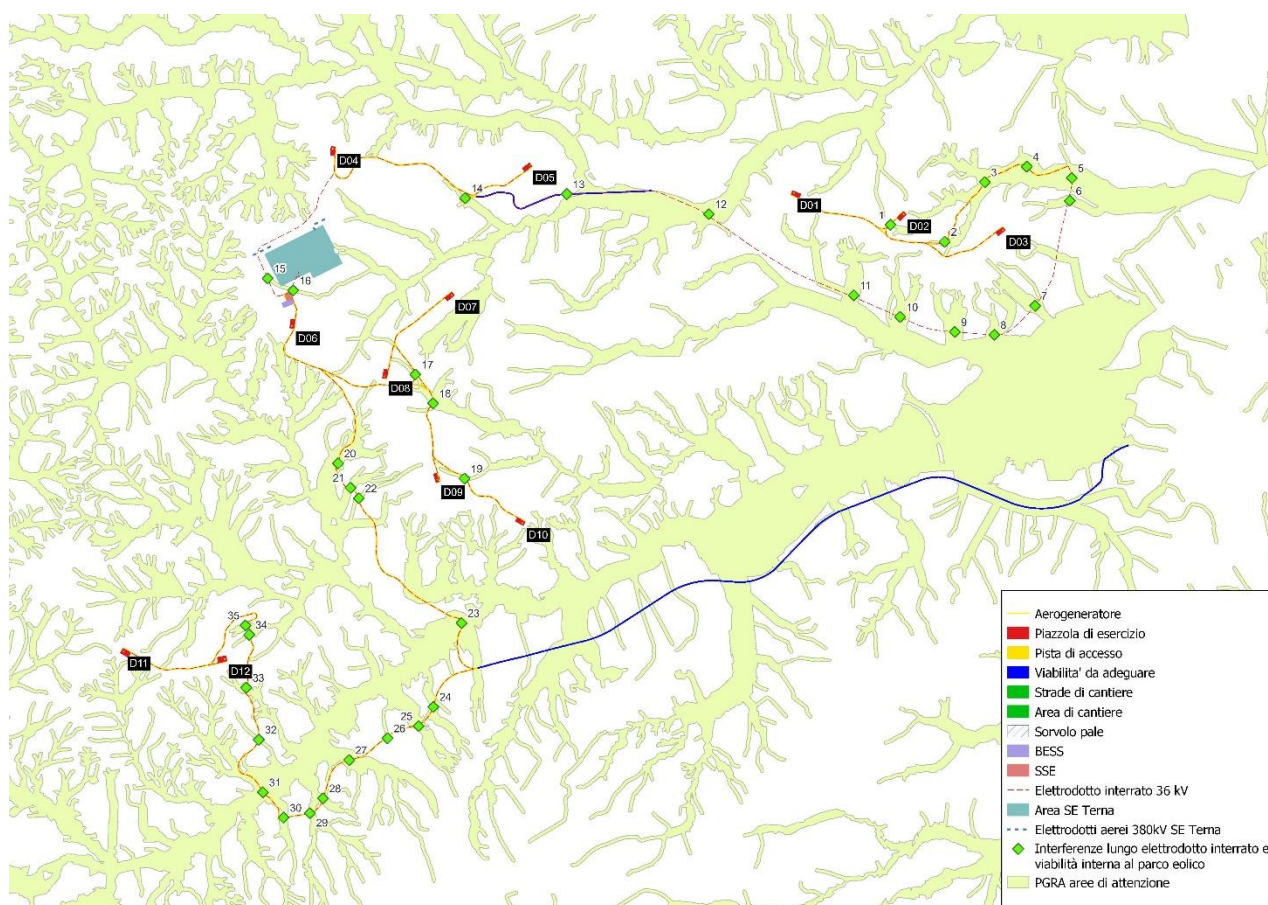 4
3
5
D04
14
D05
13
6
12
D01
1
D02
2
D03
15
16
11
D07
10
7
9
8
D06
17
D08
18
20
19
21
22
D09
D10
23
35
34
D11
D12
33
24
25
26
32
27
31
28
30
29
Aerogeneratore
Piazzola di esercizio
Pista di accesso
Viabilita' da adeguare
Strade di cantiere
Area di cantiere
Sorvolo pale
BESS
SSE
Elettrodotto interrato 36 kV
Area SE Terna
Elettrodotti aerei 380kV SE Terna
Interferenze lungo elettrodotto interrato e
viabilità interna al parco eolico
PGRA aree di attenzione